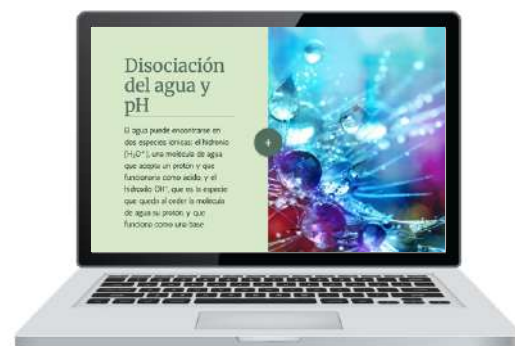 Disociación
del agua y
pH
El agua puede encontrarse en
dos especies iónicas: el hidronio
(H₃O⁺), una molécula de agua
que acepta un protón y que
funcionaría como ácido, y el
hidroxilo OH⁻, que es la especie
que queda al ceder la molécula
de agua su protón y que
funciona como una base
+